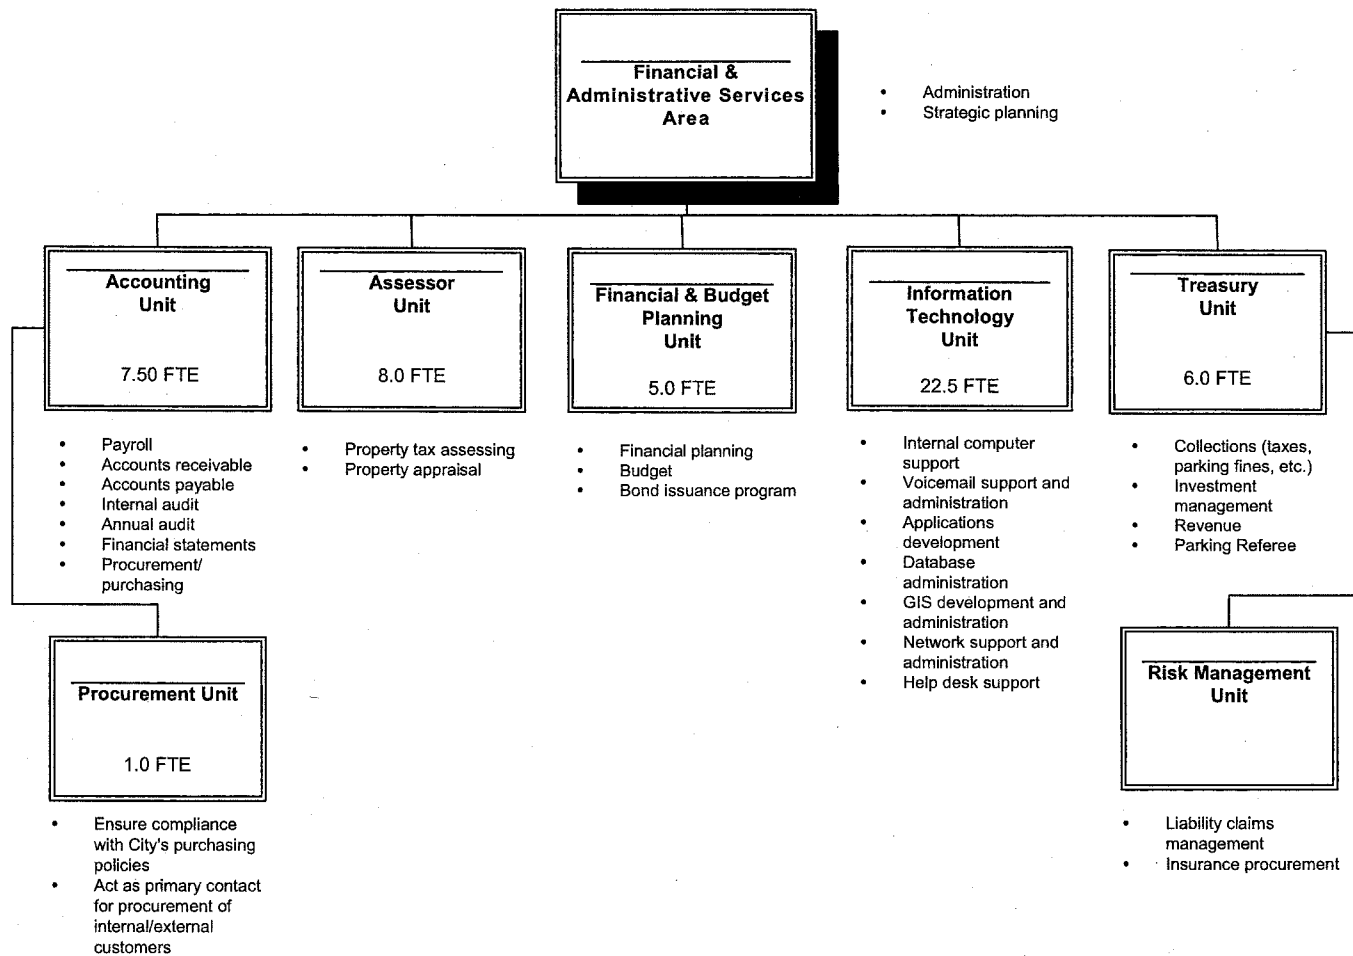 Financial &
Administrative Services
Area
• Administration
• Strategic planning
Accounting
Unit
7.50 FTE
• Payroll
• Accounts receivable
• Accounts payable
• Internal audit
• Annual audit
• Financial statements
• Procurement/
purchasing
Assessor
Unit
8.0 FTE
• Property tax assessing
• Property appraisal
Financial & Budget
Planning
Unit
5.0 FTE
• Financial planning
• Budget
• Bond issuance program
Information
Technology
Unit
22.5 FTE
• Internal computer
support
• Voicemail support and
administration
• Applications
development
• Database
administration
• GIS development and
administration
• Network support and
administration
• Help desk support
Treasury
Unit
6.0 FTE
• Collections (taxes,
parking fines, etc.)
• Investment
management
• Revenue
• Parking Referee
Procurement Unit
1.0 FTE
• Ensure compliance
with City's purchasing
policies
• Act as primary contact
for procurement of
internal/external
customers
Risk Management
Unit
• Liability claims
management
• Insurance procurement